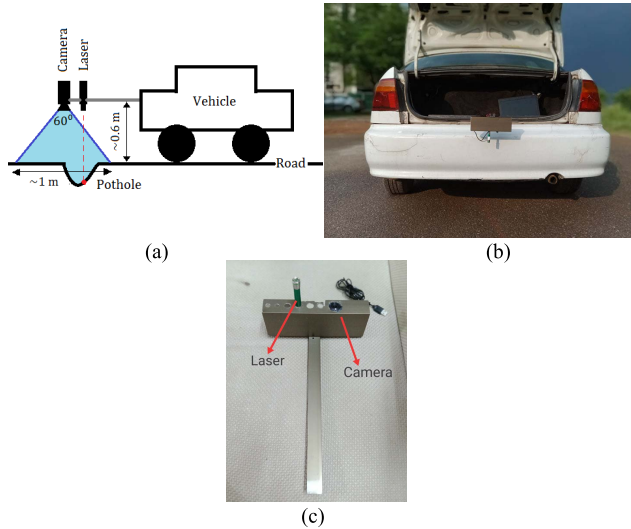 Camera
Laser
60°
Vehicle
~0.6 m
Road
~1 m
Pothole
(a)
(b)
Laser
Camera
(c)